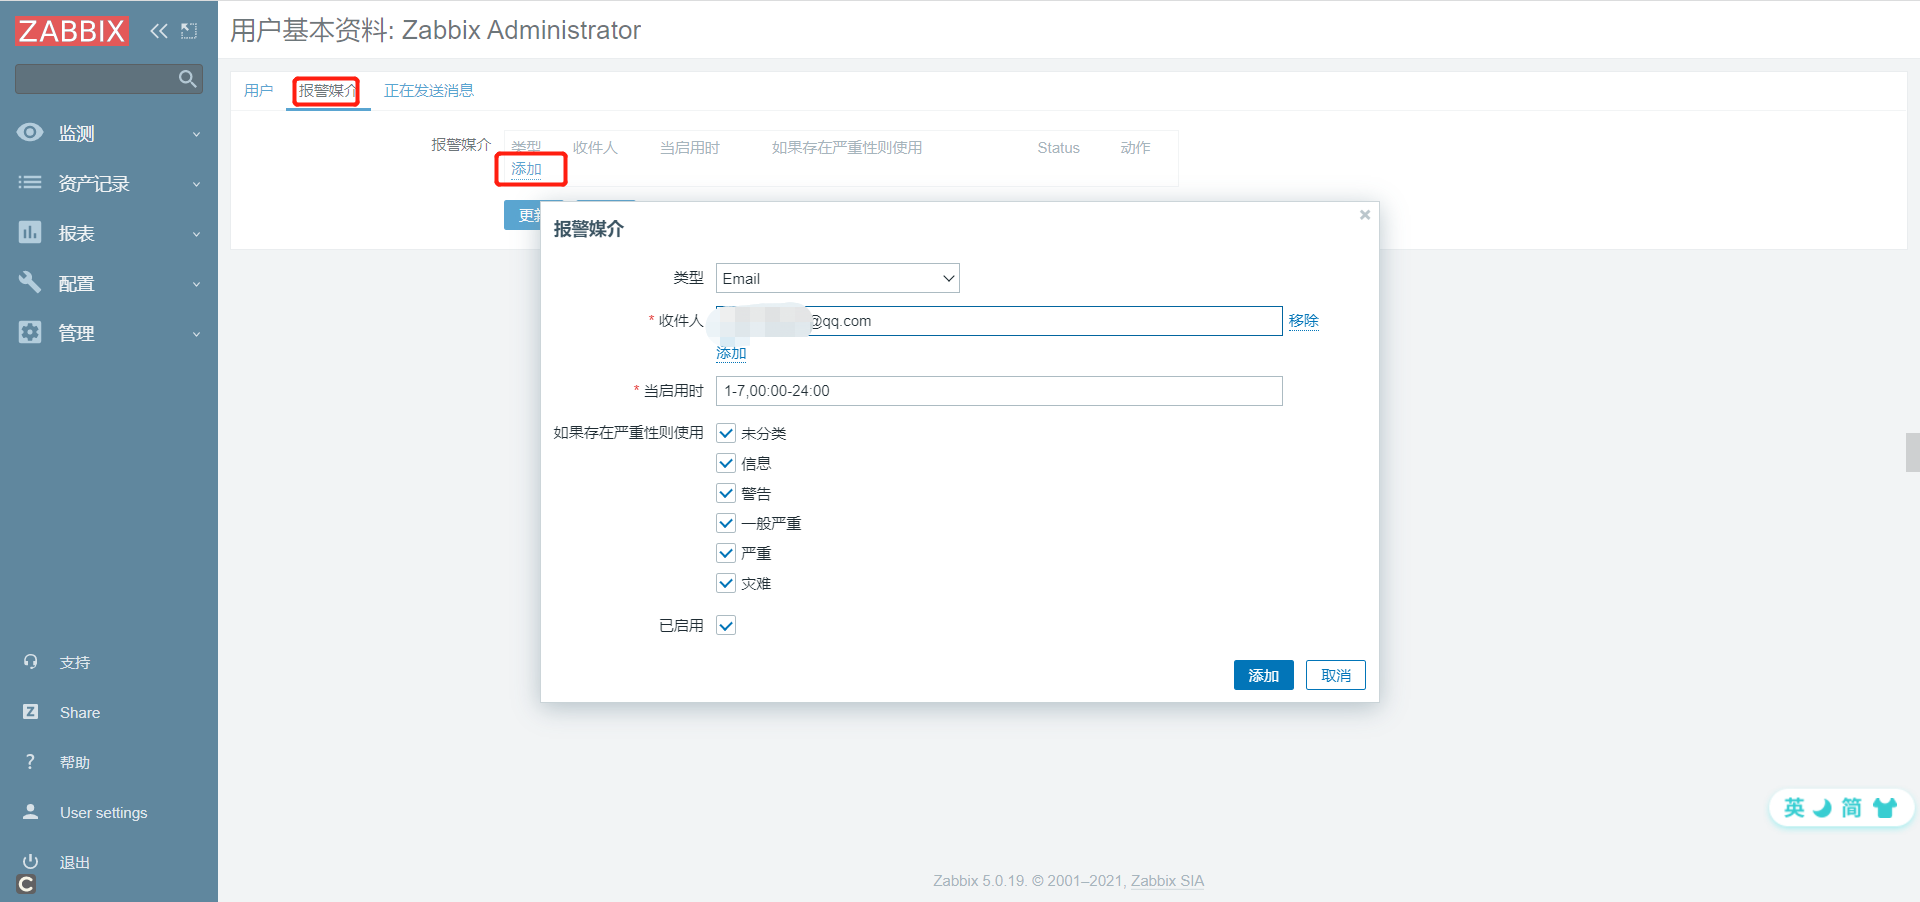 ZABBIX
用户基本资料: Zabbix Administrator
用户 报警媒介 正在发送消息
监测
资产记录
报表
配置
管理
报警媒介 类型 收件人 当启用时 如果存在严重性则使用 Status 动作
添加
更新
报警媒介
类型 Email
* 收件人 @qq.com 移除
添加
* 当启用时 1-7,00:00-24:00
如果存在严重性则使用 未分类
信息
警告
一般严重
严重
灾难
已启用
添加 取消
支持
Z Share
? 帮助
User settings
退出
C
英 简
Zabbix 5.0.19. © 2001–2021, Zabbix SIA